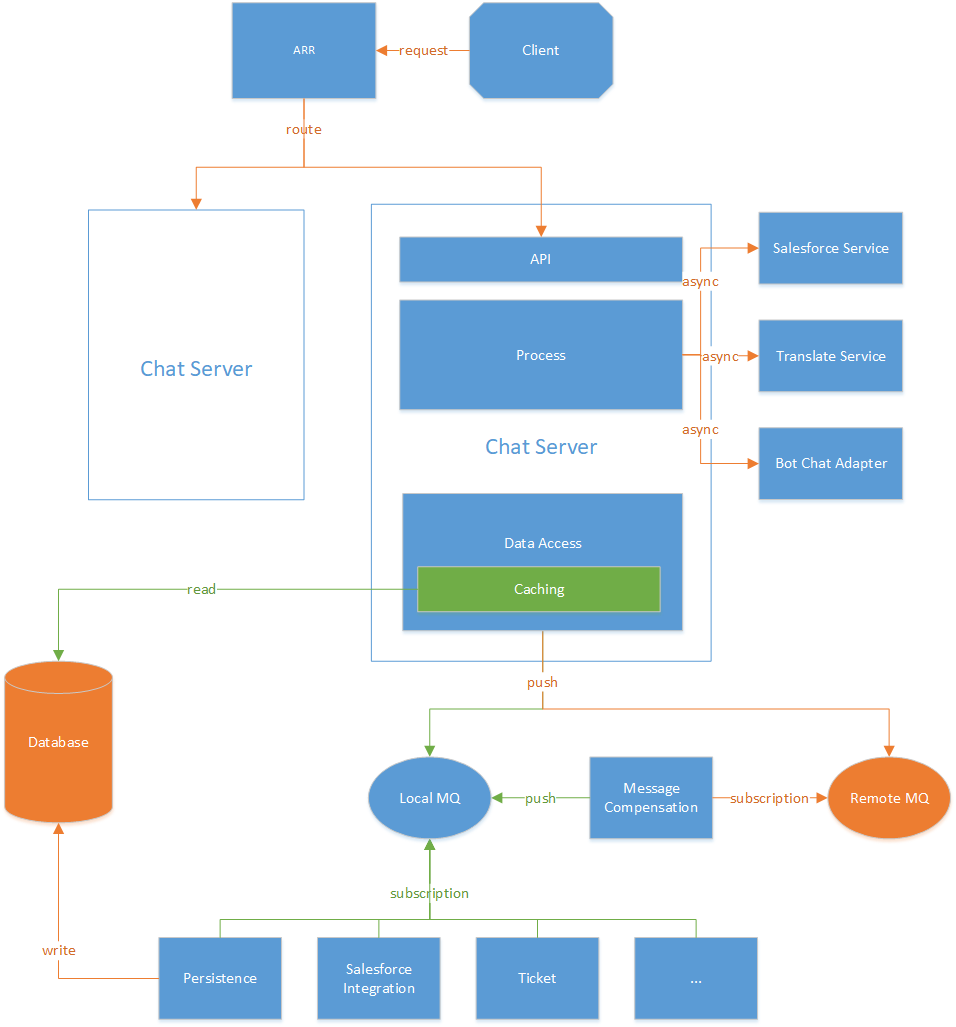 ARR
request
Client
route
API
Salesforce Service
async
Process
async
Translate Service
Chat Server
async
Chat Server
Bot Chat Adapter
Data Access
Caching
read
push
Database
Local MQ
push
Message
Compensation
subscription
Remote MQ
subscription
write
Persistence
Salesforce
Integration
Ticket
...